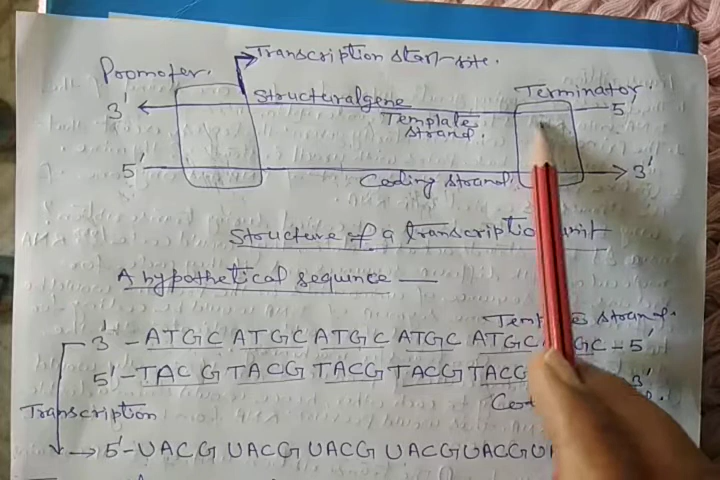 Transcription start-site.
Promoter.
Terminator.
Structural gene
3' 5'
Template
strand.
5' 3'
Coding strand
Structure of a transcription unit
A hypothetical sequince —
Template strand.
3' - ATGC ATGC ATGC ATGC ATGC GC - 5'
5' - TACG TACG TACG TACG TACG 3'
Transcription
→ 5' - UACG UACG UACG UACG UACG U